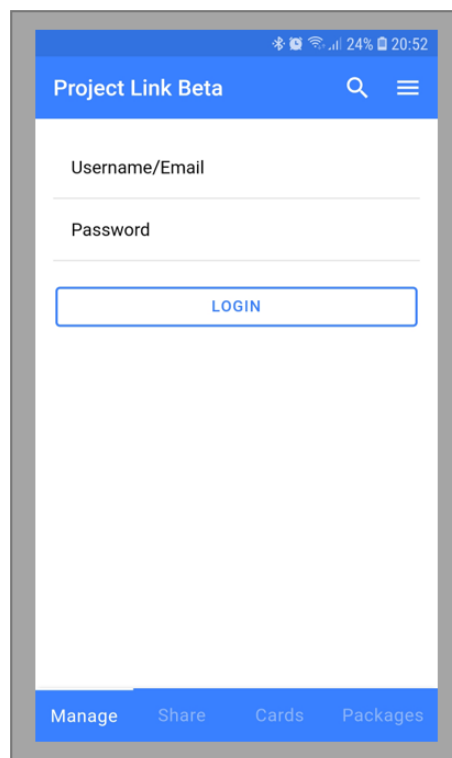 24% 20:52
Project Link Beta
Username/Email
Password
LOGIN
Manage Share Cards Packages